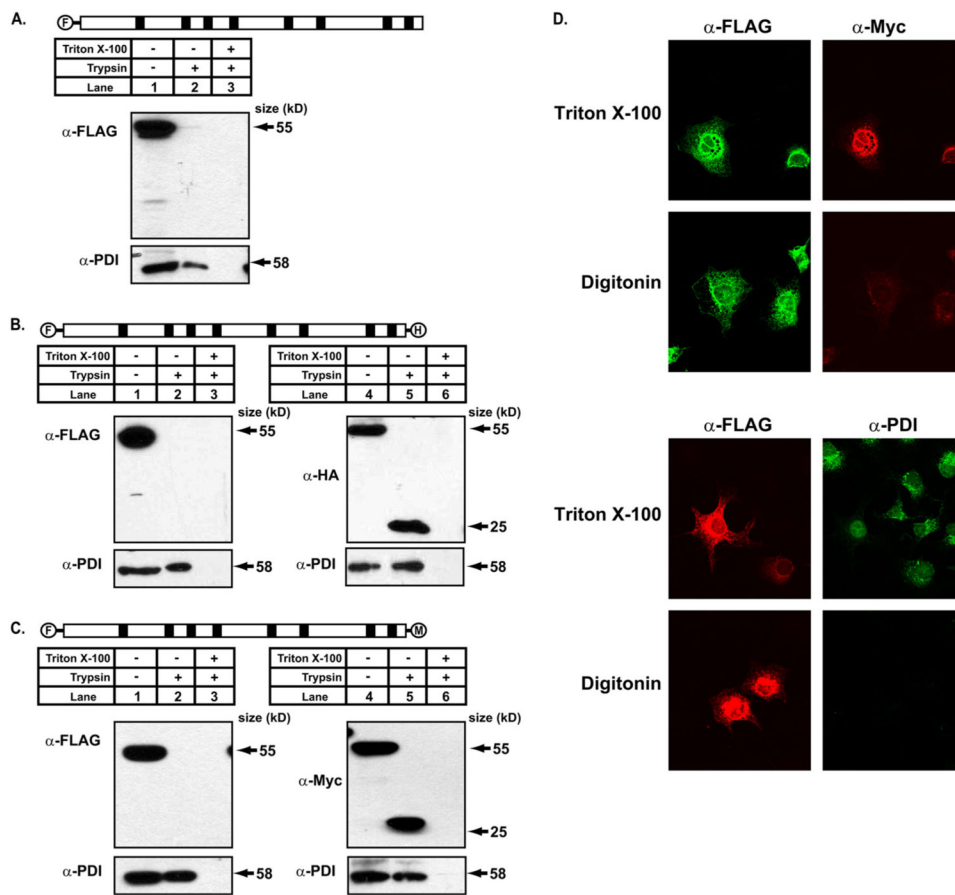 A.
F
Triton X-100 - - +
Trypsin - + +
Lane 1 2 3
size (kD)
α-FLAG
55
α-PDI
58
B.
F H
Triton X-100 - - +
Trypsin - + +
Lane 1 2 3
size (kD)
α-FLAG
55
α-PDI
58
Triton X-100 - - +
Trypsin - + +
Lane 4 5 6
size (kD)
55
α-HA
25
α-PDI
58
C.
F M
Triton X-100 - - +
Trypsin - + +
Lane 1 2 3
size (kD)
α-FLAG
55
α-PDI
58
Triton X-100 - - +
Trypsin - + +
Lane 4 5 6
size (kD)
55
α-Myc
25
α-PDI
58
D.
α-FLAG α-Myc
Triton X-100
Digitonin
α-FLAG α-PDI
Triton X-100
Digitonin